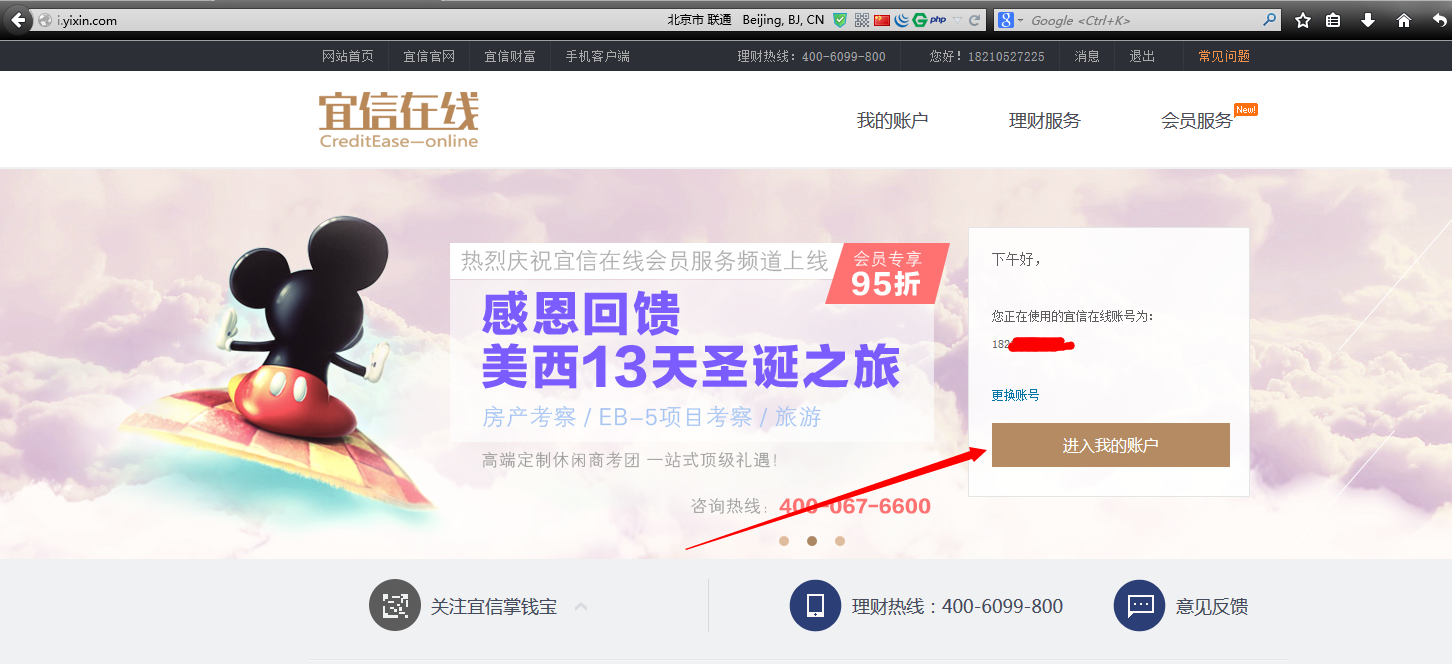 i.yixin.com
北京市 联通 Beijing, BJ, CN
php
8
Google <Ctrl+K>
网站首页 宜信官网 宜信财富 手机客户端 理财热线：400-6099-800 您好！18210527225 消息 退出 常见问题
宜信在线
CreditEase—online
我的账户 理财服务 会员服务 New!
热烈庆祝宜信在线会员服务频道上线
会员专享
95折
感恩回馈
美西13天圣诞之旅
房产考察 / EB-5项目考察 / 旅游
高端定制休闲商考团 一站式顶级礼遇！
咨询热线：400-067-6600
下午好，
您正在使用的宜信在线账号为：
182
更换账号
进入我的账户
关注宜信掌钱宝
理财热线：400-6099-800
意见反馈